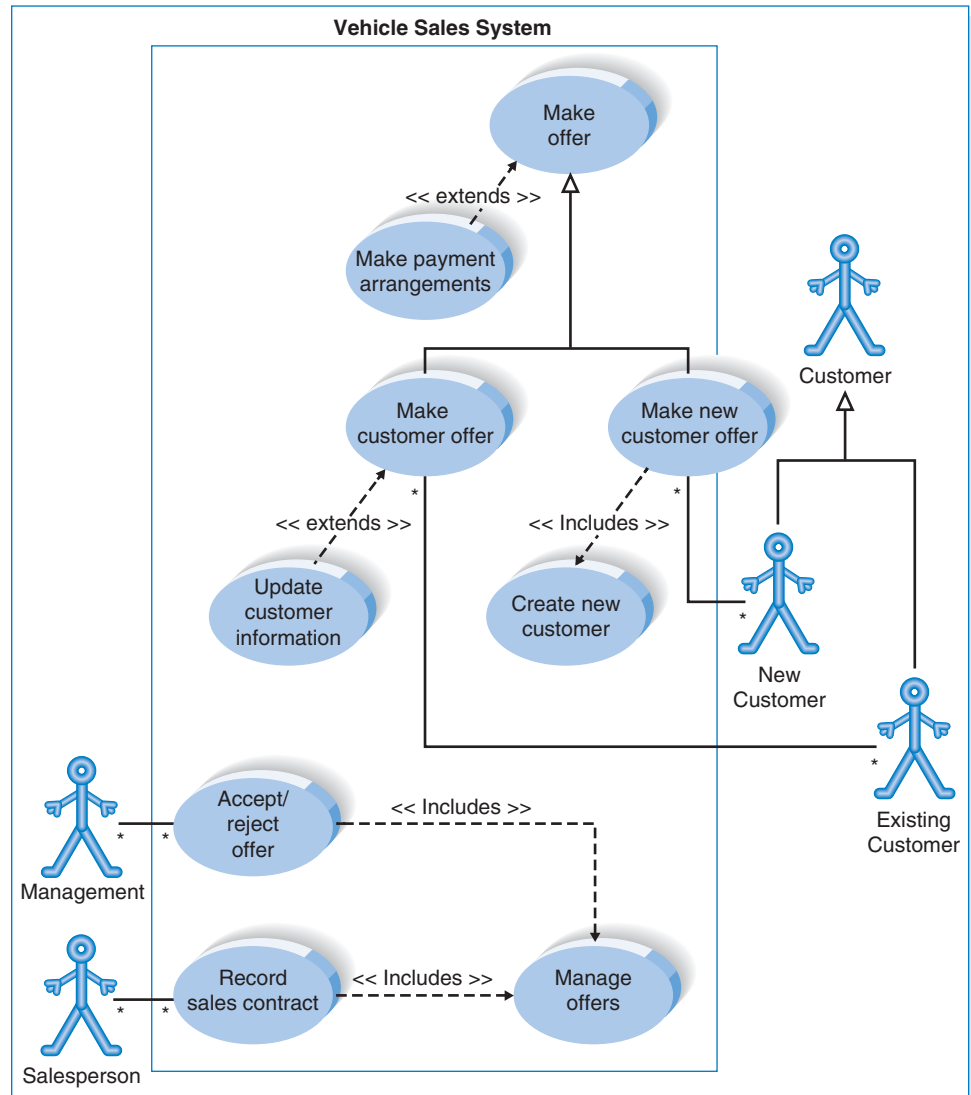 Vehicle Sales System
Make
offer
<< extends >>
Make payment
arrangements
Customer
Make
customer offer
Make new
customer offer
*
*
<< extends >>
<< Includes >>
Update
customer
information
Create new
customer
*
New
Customer
*
Existing
Customer
Accept/
reject
offer
<< Includes >>
*
*
Management
Record
sales contract
<< Includes >>
Manage
offers
*
*
Salesperson